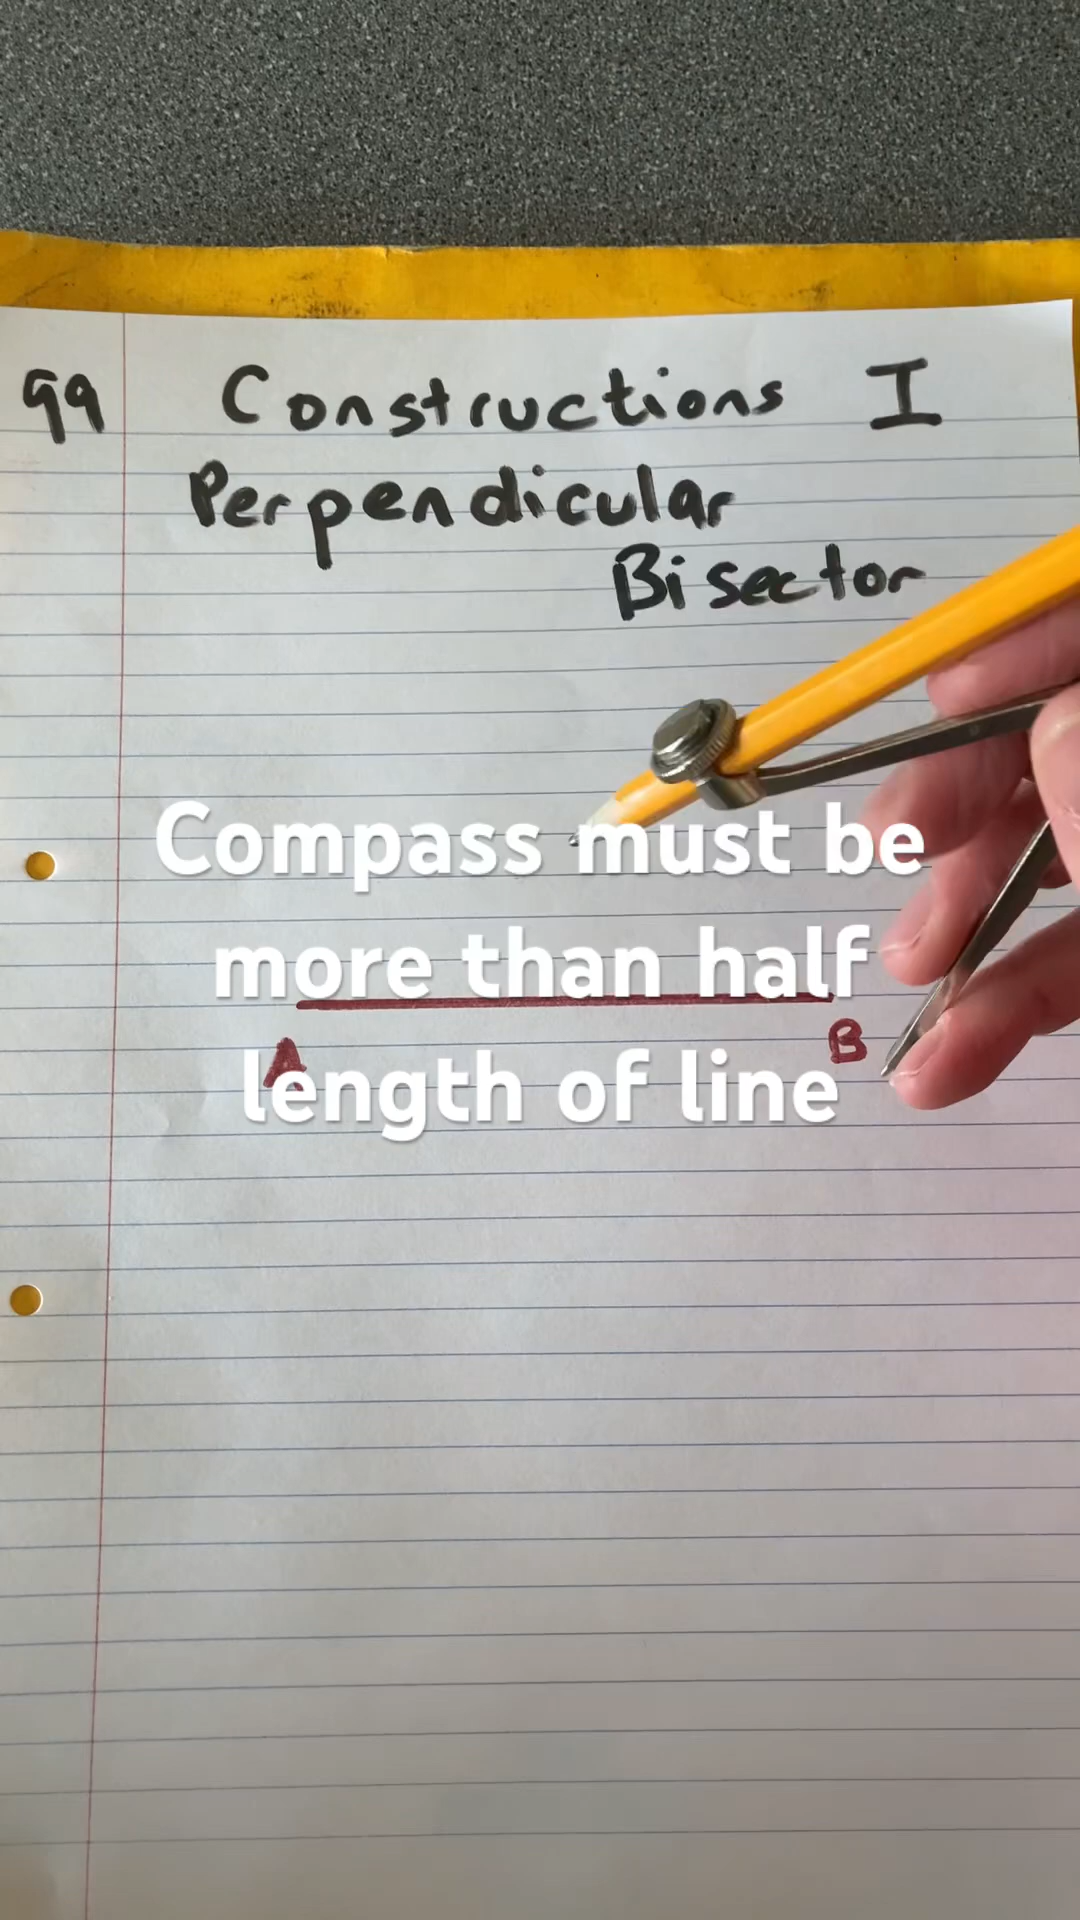 99 Constructions I
Perpendicular
Bisector
Compass must be
more than half
A B
length of line